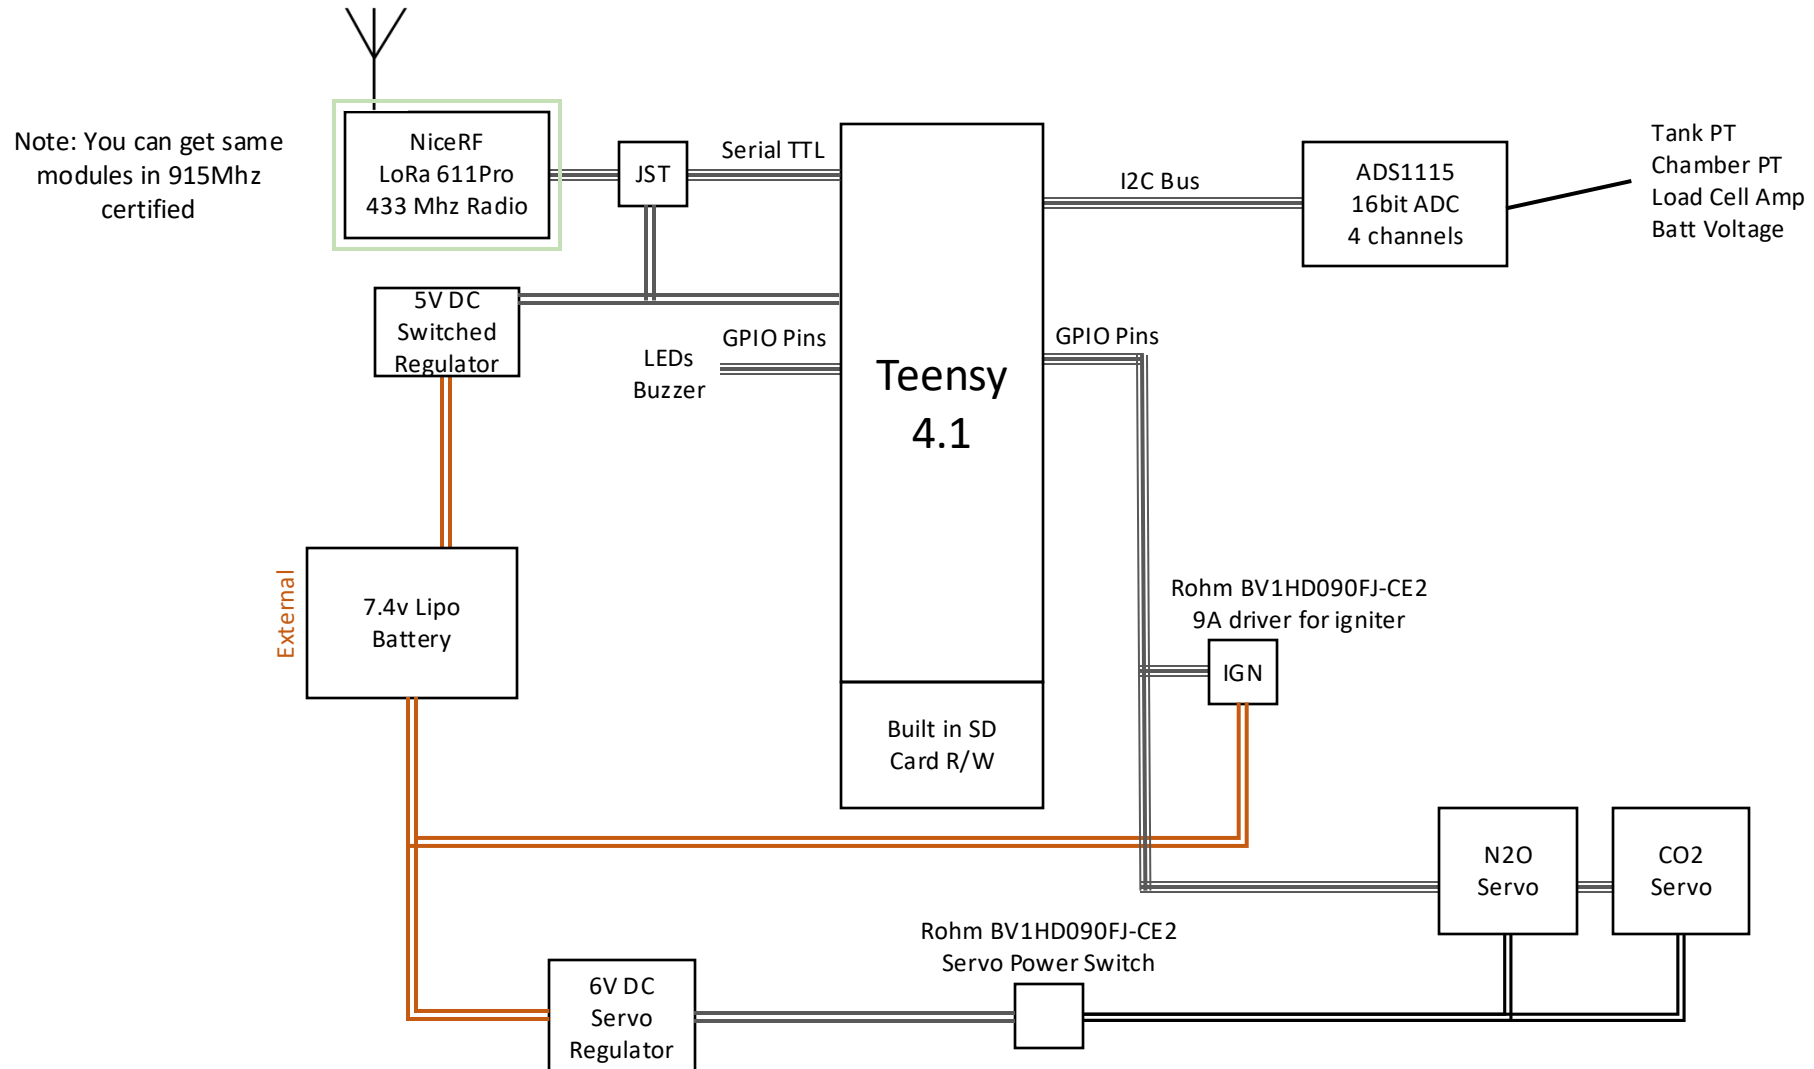 Note: You can get same
modules in 915Mhz
certified
NiceRF
LoRa 611Pro
433 Mhz Radio
JST
Serial TTL
I2C Bus
ADS1115
16bit ADC
4 channels
Tank PT
Chamber PT
Load Cell Amp
Batt Voltage
5V DC
Switched
Regulator
GPIO Pins
LEDs
Buzzer
Teensy
4.1
GPIO Pins
External
7.4v Lipo
Battery
Rohm BV1HD090FJ-CE2
9A driver for igniter
IGN
Built in SD
Card R/W
N2O
Servo
CO2
Servo
Rohm BV1HD090FJ-CE2
Servo Power Switch
6V DC
Servo
Regulator